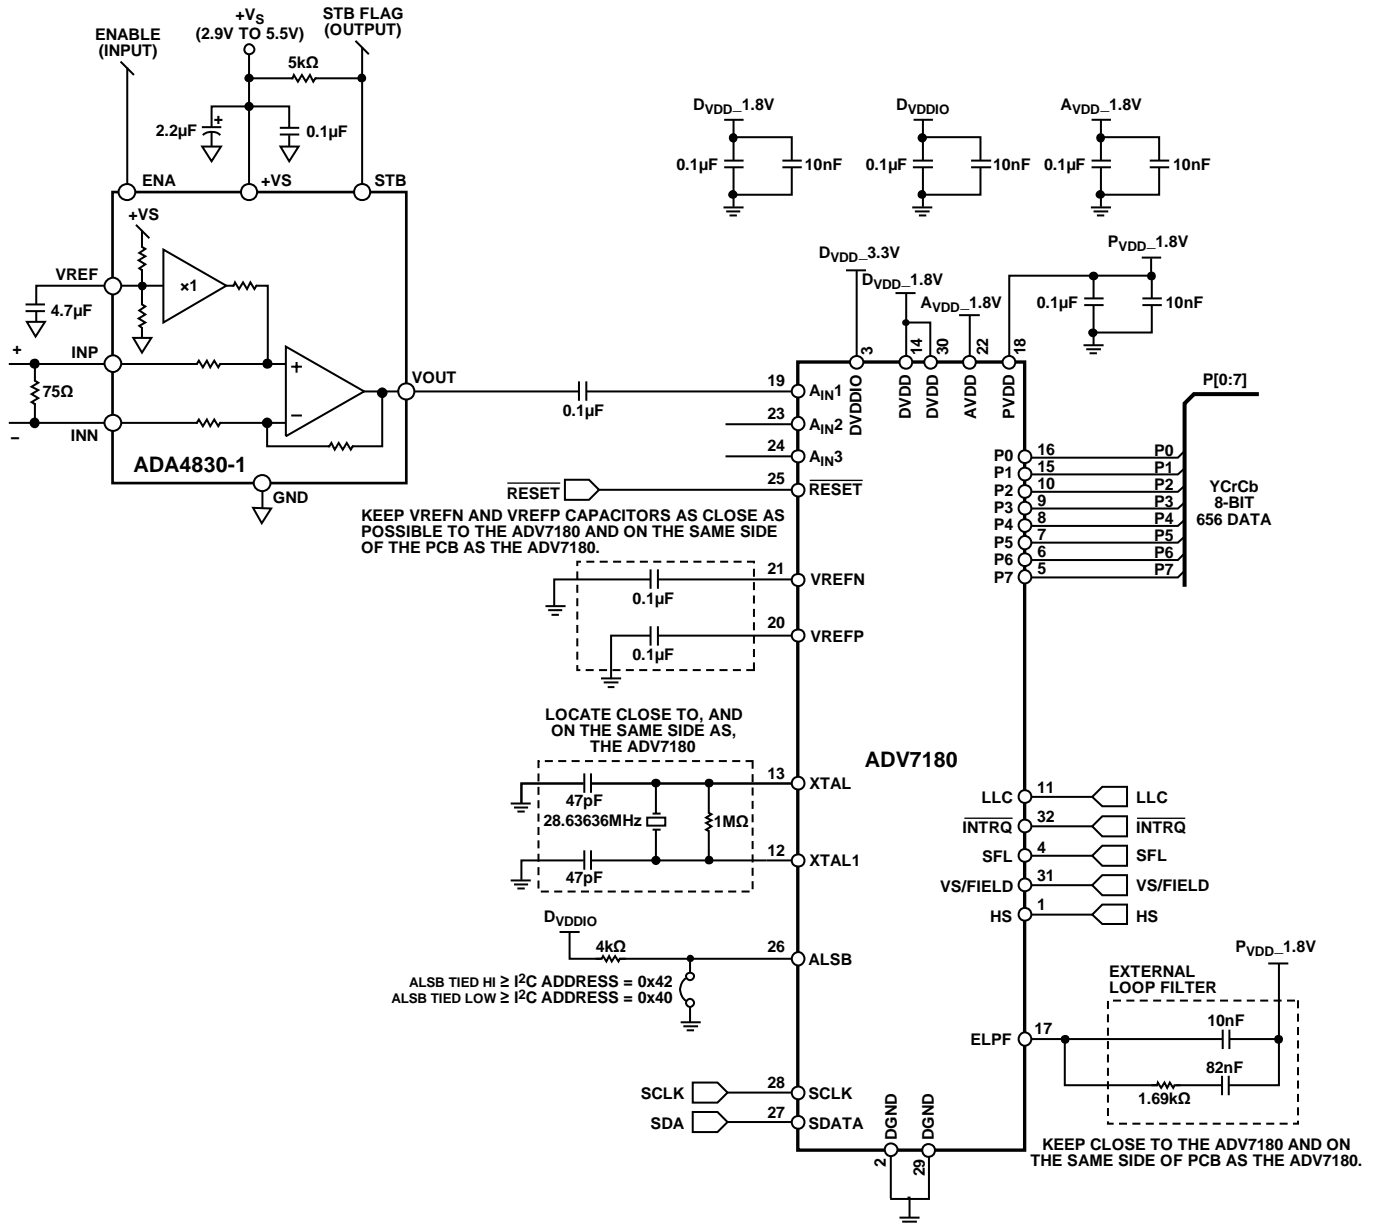 ENABLE
(INPUT)
+VS
(2.9V TO 5.5V)
STB FLAG
(OUTPUT)
5kΩ
2.2µF
+
0.1µF
ENA
+VS
STB
+VS
VREF
×1
4.7µF
+
INP
75Ω
INN
–
+
–
VOUT
ADA4830-1
GND
0.1µF
DVDD_1.8V
0.1µF
10nF
DVDDIO
0.1µF
10nF
AVDD_1.8V
0.1µF
10nF
DVDD_3.3V
DVDD_1.8V
AVDD_1.8V
PVDD_1.8V
0.1µF
10nF
3
14
30
22
18
DVDDIO
DVDD
DVDD
AVDD
PVDD
19
AIN1
23
AIN2
24
AIN3
25
RESET
RESET
KEEP VREFN AND VREFP CAPACITORS AS CLOSE AS
POSSIBLE TO THE ADV7180 AND ON THE SAME SIDE
OF THE PCB AS THE ADV7180.
21
VREFN
0.1µF
20
VREFP
0.1µF
LOCATE CLOSE TO, AND
ON THE SAME SIDE AS,
THE ADV7180
13
XTAL
47pF
28.63636MHz
1MΩ
12
XTAL1
47pF
DVDDIO
4kΩ
26
ALSB
ALSB TIED HI ≥ I2C ADDRESS = 0x42
ALSB TIED LOW ≥ I2C ADDRESS = 0x40
SCLK
28
SCLK
SDA
27
SDATA
ADV7180
DGND
DGND
2
29
P[0:7]
P0
16
P0
P1
15
P1
P2
10
P2
P3
9
P3
P4
8
P4
P5
7
P5
P6
6
P6
P7
5
P7
YCrCb
8-BIT
656 DATA
LLC
11
LLC
INTRQ
32
INTRQ
SFL
4
SFL
VS/FIELD
31
VS/FIELD
HS
1
HS
PVDD_1.8V
EXTERNAL
LOOP FILTER
ELPF
17
10nF
82nF
1.69kΩ
KEEP CLOSE TO THE ADV7180 AND ON
THE SAME SIDE OF PCB AS THE ADV7180.